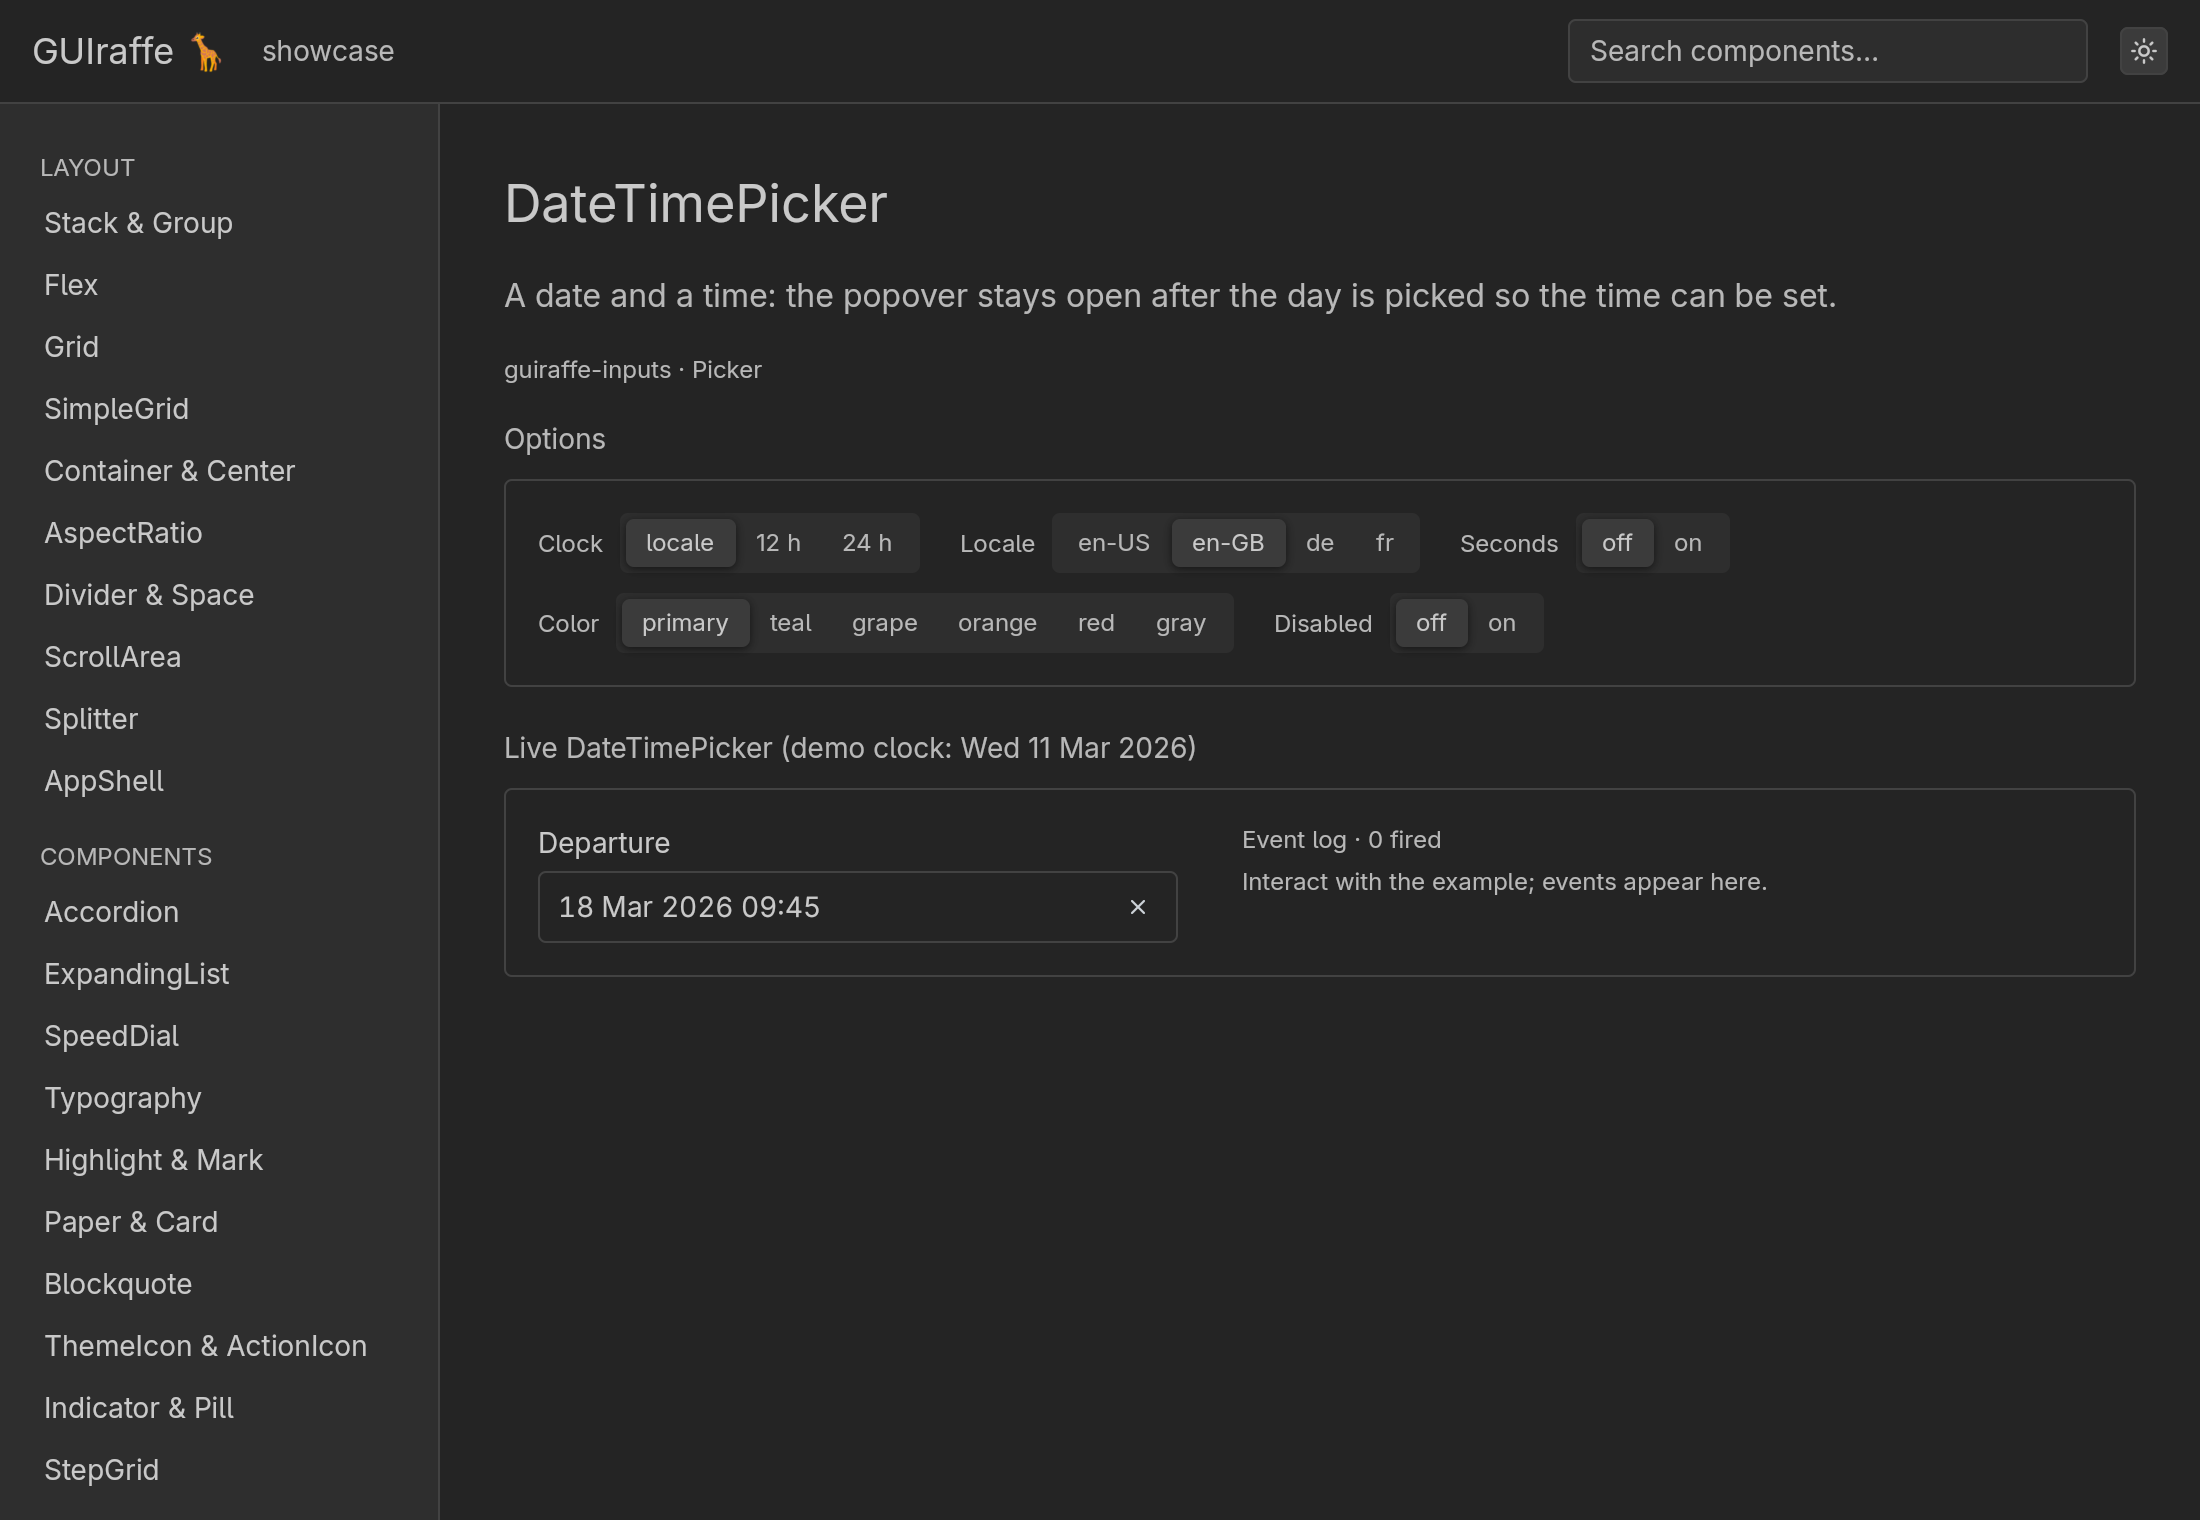 GUIraffe 🦒 showcase
Search components...
LAYOUT
Stack & Group
Flex
Grid
SimpleGrid
Container & Center
AspectRatio
Divider & Space
ScrollArea
Splitter
AppShell
COMPONENTS
Accordion
ExpandingList
SpeedDial
Typography
Highlight & Mark
Paper & Card
Blockquote
ThemeIcon & ActionIcon
Indicator & Pill
StepGrid
DateTimePicker
A date and a time: the popover stays open after the day is picked so the time can be set.
guiraffe-inputs · Picker
Options
Clock locale 12 h 24 h Locale en-US en-GB de fr Seconds off on
Color primary teal grape orange red gray Disabled off on
Live DateTimePicker (demo clock: Wed 11 Mar 2026)
Departure
18 Mar 2026 09:45
Event log · 0 fired
Interact with the example; events appear here.